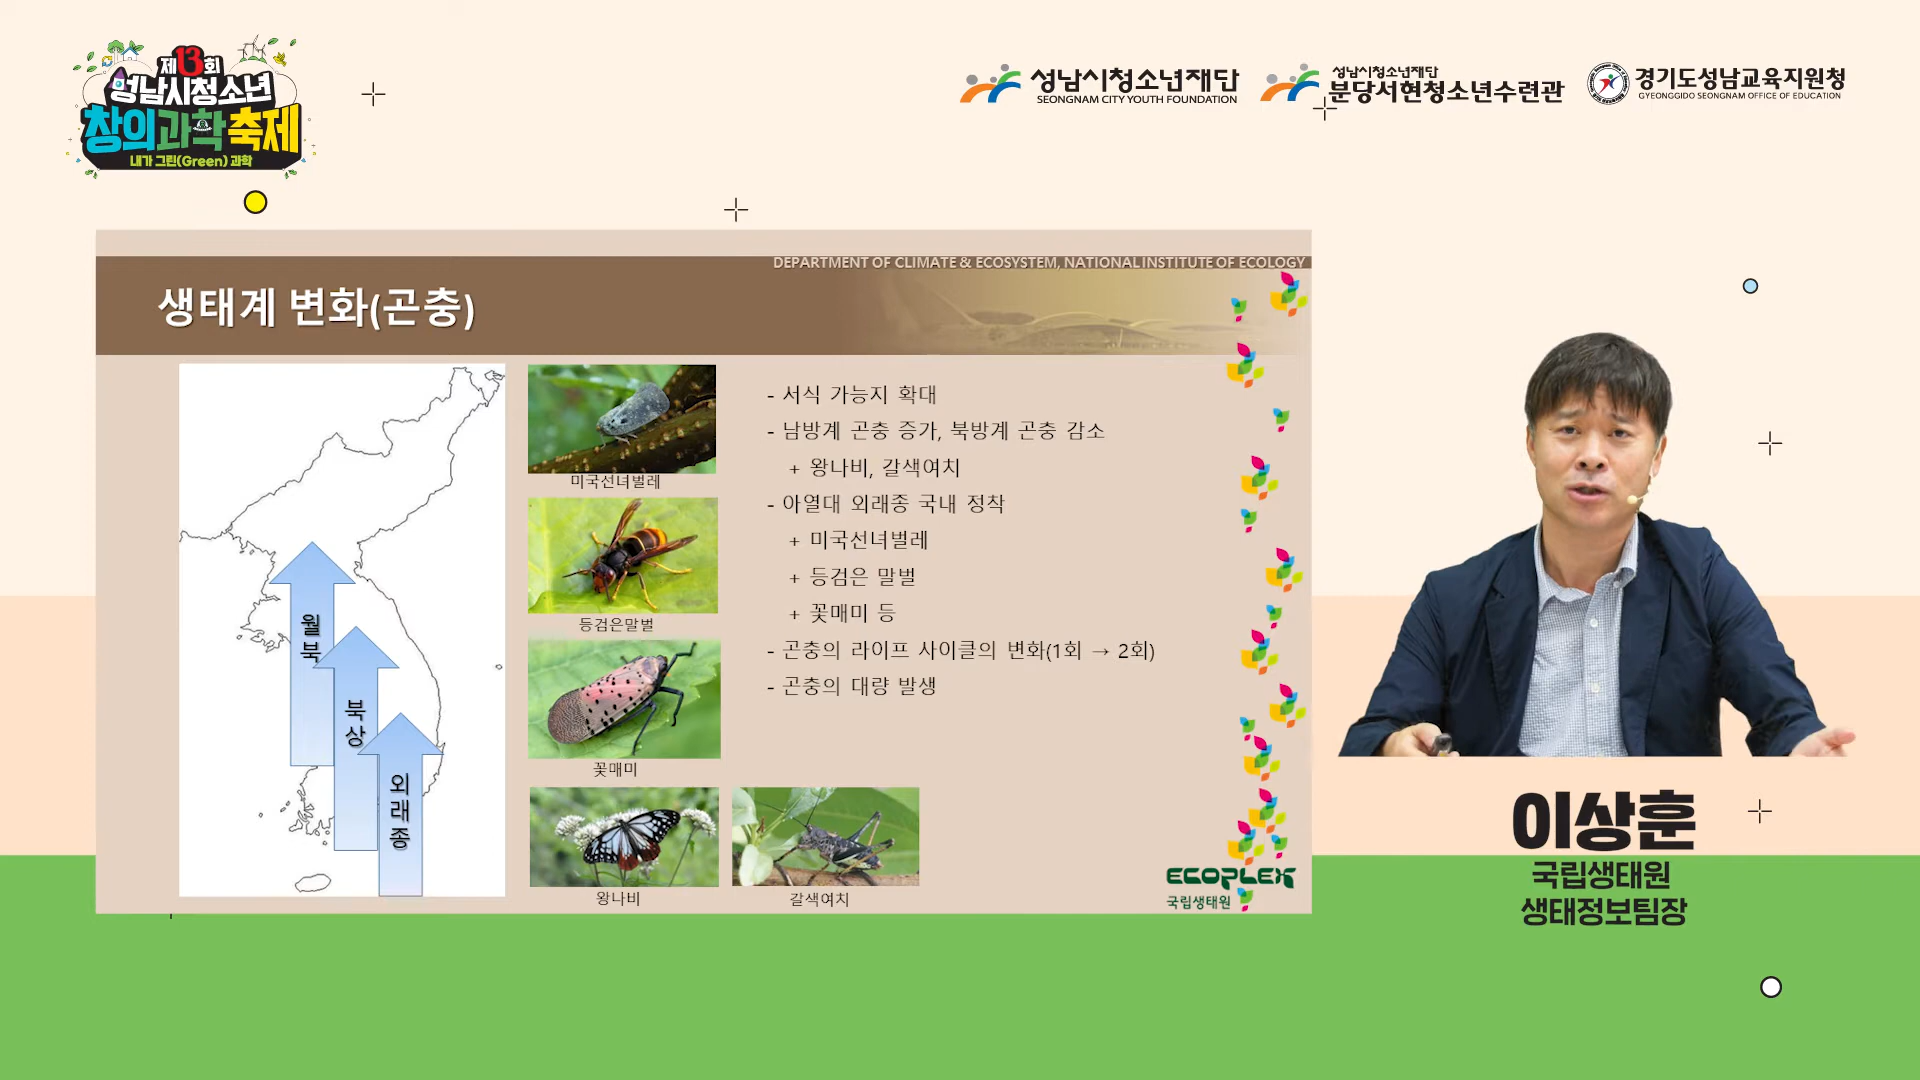 제13회
성남시청소년
창의과학축제
내가 그린(Green) 과학
성남시청소년재단
SEONGNAM CITY YOUTH FOUNDATION
성남시청소년재단
분당서현청소년수련관
경기도성남교육지원청
GYEONGGIDO SEONGNAM OFFICE OF EDUCATION
DEPARTMENT OF CLIMATE & ECOSYSTEM, NATIONAL INSTITUTE OF ECOLOGY
생태계 변화(곤충)
월북
북상
외래종
미국선녀벌레
등검은말벌
꽃매미
왕나비
갈색여치
- 서식 가능지 확대
- 남방계 곤충 증가, 북방계 곤충 감소
+ 왕나비, 갈색여치
- 아열대 외래종 국내 정착
+ 미국선녀벌레
+ 등검은 말벌
+ 꽃매미 등
- 곤충의 라이프 사이클의 변화(1회 → 2회)
- 곤충의 대량 발생
ECOPLEX
국립생태원
이상훈
국립생태원
생태정보팀장